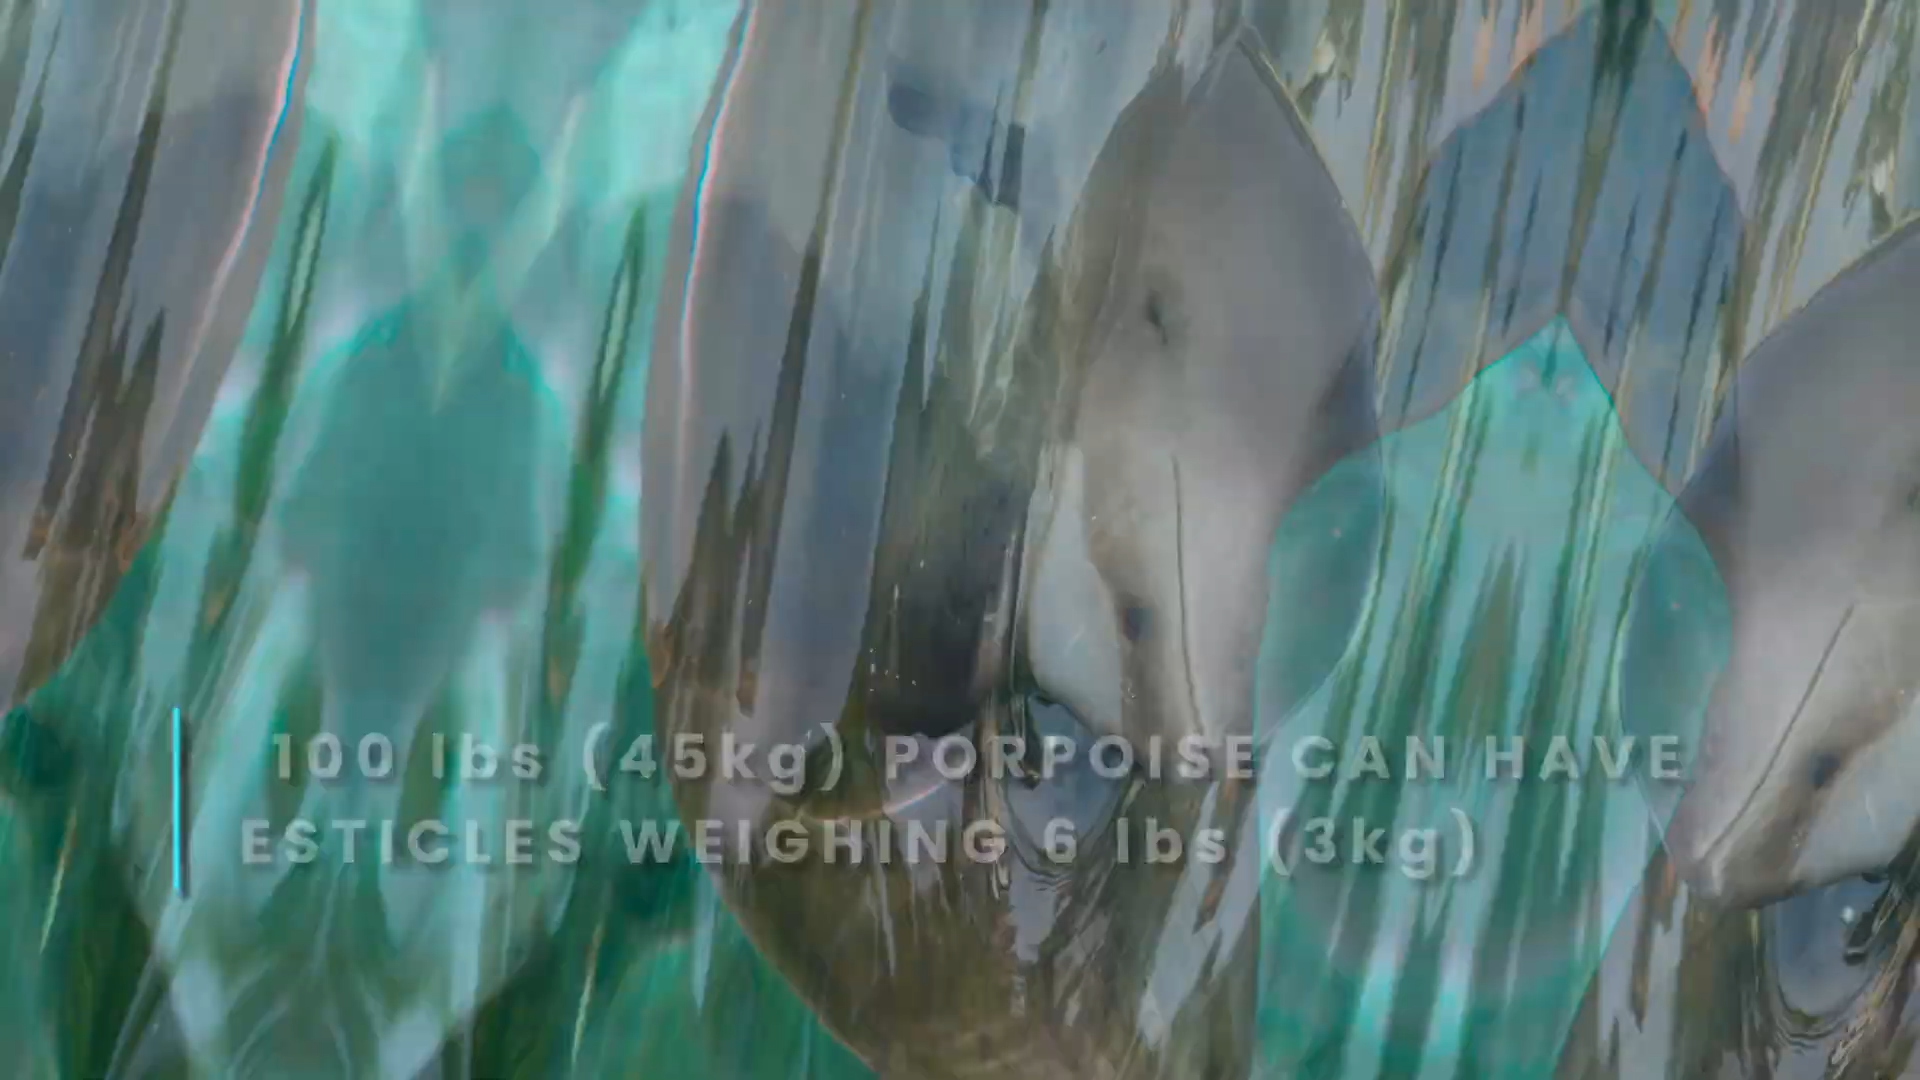 100 lbs (45kg) PORPOISE CAN HAVE
ESTICLES WEIGHING 6 lbs (3kg)